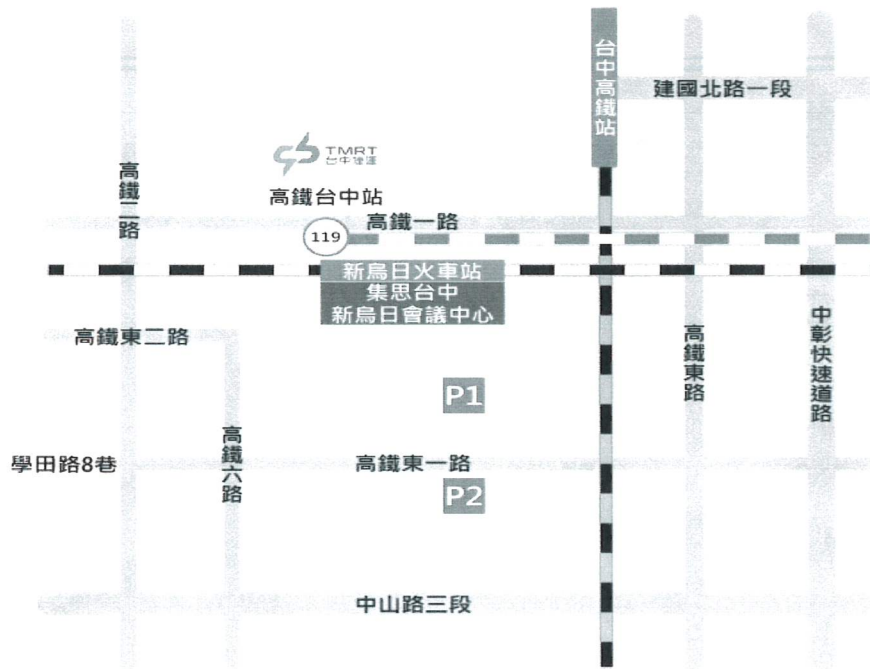 台中高鐵站
建國北路一段
TMRT
台中捷運
高鐵二路
高鐵台中站
高鐵一路
119
新烏日火車站
集思台中
新烏日會議中心
高鐵東二路
高鐵東路
中彰快速道路
P1
高鐵六路
學田路8巷
高鐵東一路
P2
中山路三段